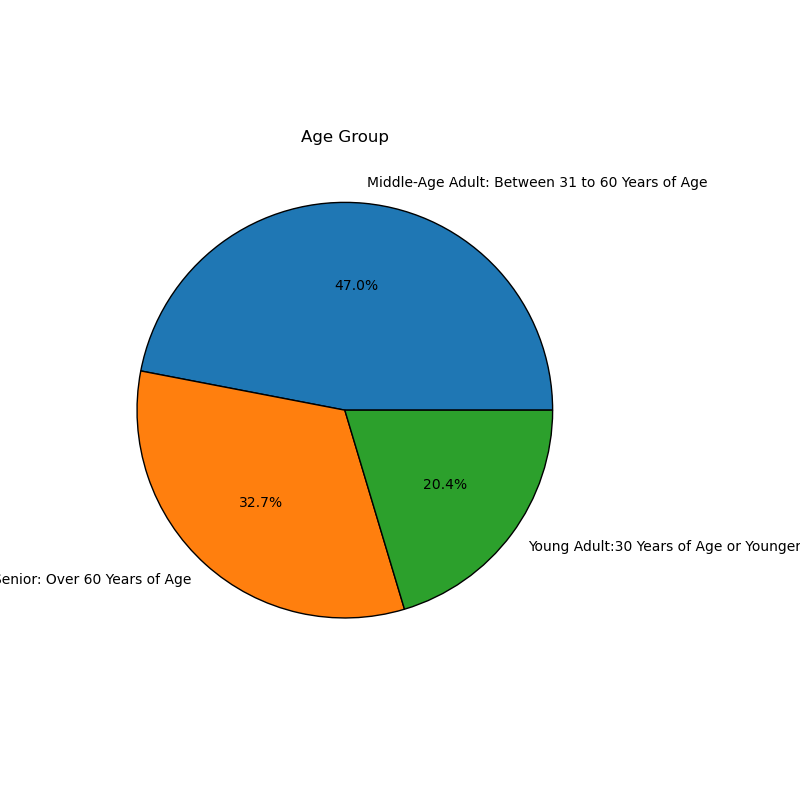 Age Group
Middle-Age Adult: Between 31 to 60 Years of Age
47.0%
32.7%
20.4%
Young Adult:30 Years of Age or Younger
Senior: Over 60 Years of Age